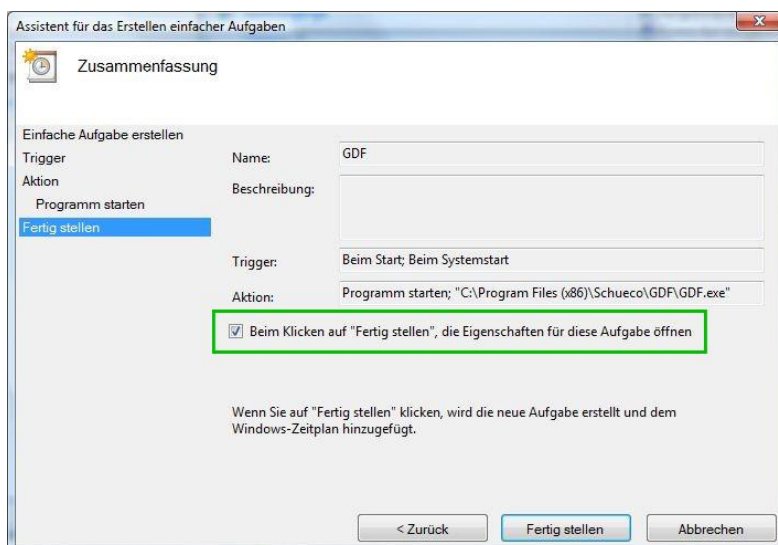 Assistent für das Erstellen einfacher Aufgaben
Zusammenfassung
Einfache Aufgabe erstellen
Trigger
Aktion
Programm starten
Fertig stellen
Name:
GDF
Beschreibung:
Trigger:
Beim Start; Beim Systemstart
Aktion:
Programm starten; "C:\Program Files (x86)\Schueco\GDF\GDF.exe"
Beim Klicken auf "Fertig stellen", die Eigenschaften für diese Aufgabe öffnen
Wenn Sie auf "Fertig stellen" klicken, wird die neue Aufgabe erstellt und dem
Windows-Zeitplan hinzugefügt.
< Zurück
Fertig stellen
Abbrechen